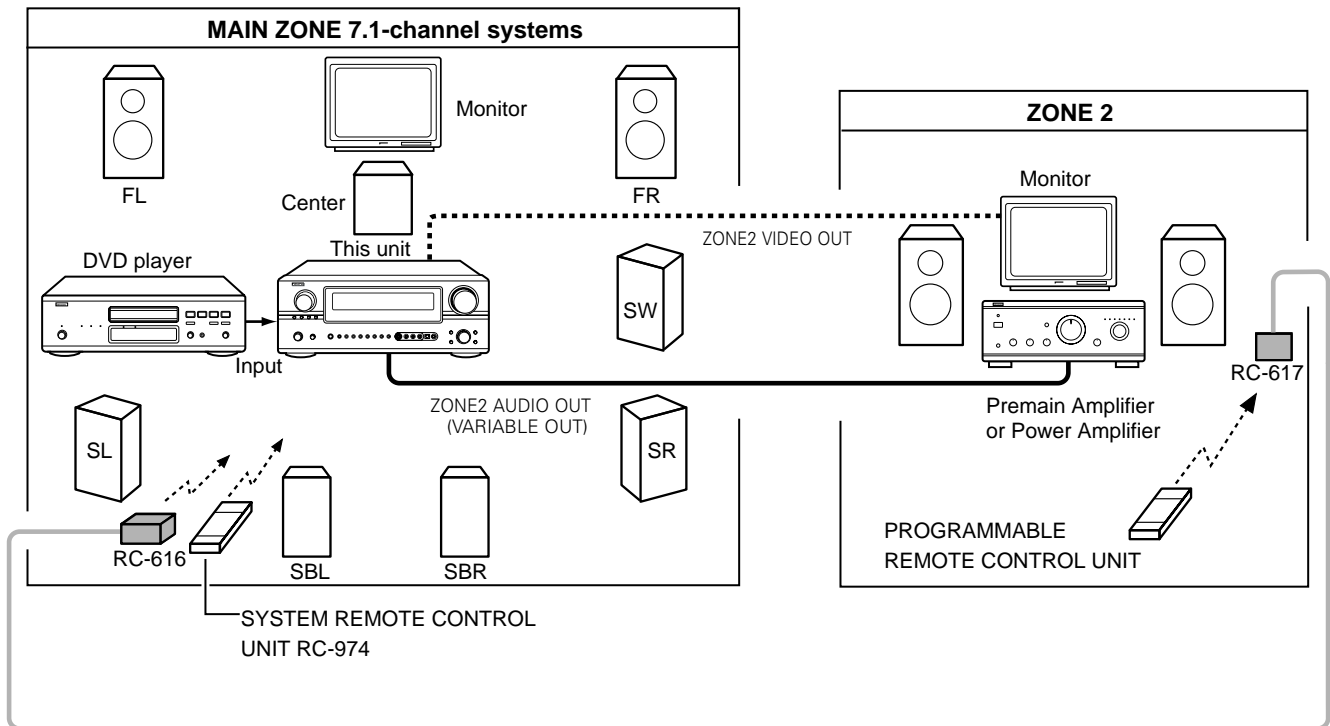 MAIN ZONE 7.1-channel systems
Monitor
FL
Center
FR
This unit
DVD player
Input
SW
ZONE2 VIDEO OUT
ZONE2 AUDIO OUT
(VARIABLE OUT)
SL
SR
RC-616
SBL
SBR
SYSTEM REMOTE CONTROL
UNIT RC-974
ZONE 2
Monitor
RC-617
Premain Amplifier
or Power Amplifier
PROGRAMMABLE
REMOTE CONTROL UNIT